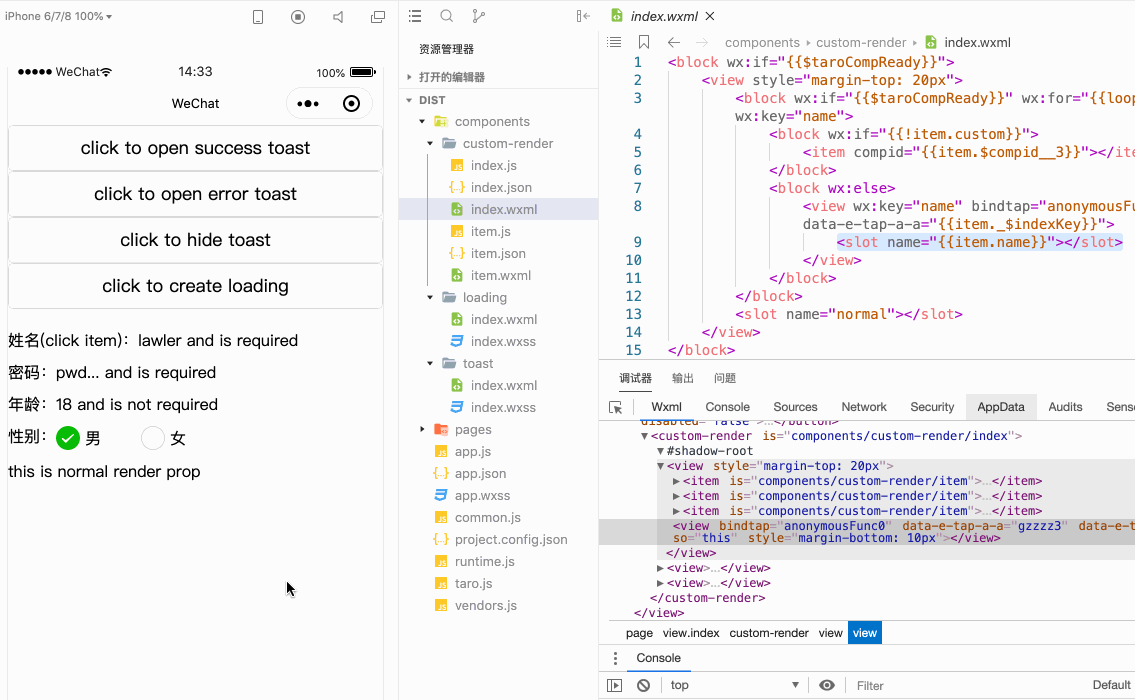 iPhone 6/7/8 100%
WeChat
14:33
100%
WeChat
click to open success toast
click to open error toast
click to hide toast
click to create loading
姓名(click item)：lawler and is required
密码：pwd... and is required
年龄：18 and is not required
性别：
男
女
this is normal render prop
资源管理器
打开的编辑器
DIST
components
custom-render
index.js
index.json
index.wxml
item.js
item.json
item.wxml
loading
index.wxml
index.wxss
toast
index.wxml
index.wxss
pages
app.js
app.json
app.wxss
common.js
project.config.json
runtime.js
taro.js
vendors.js
index.wxml
components
custom-render
index.wxml
1 <block wx:if="{{$taroCompReady}}">
2 <view style="margin-top: 20px">
3 <block wx:if="{{$taroCompReady}}" wx:for="{{loop
wx:key="name">
4 <block wx:if="{{!item.custom}}">
5 <item compid="{{item.$compid__3}}"></ite
6 </block>
7 <block wx:else>
8 <view wx:key="name" bindtap="anonymousFu
data-e-tap-a-a="{{item._$indexKey}}">
9 <slot name="{{item.name}}"></slot>
10 </view>
11 </block>
12 </block>
13 <slot name="normal"></slot>
14 </view>
15 </block>
调试器 输出 问题
Wxml Console Sources Network Security AppData Audits Senso
disabled="false">…</button>
<custom-render is="components/custom-render/index">
#shadow-root
<view style="margin-top: 20px">
<item is="components/custom-render/item">…</item>
<item is="components/custom-render/item">…</item>
<item is="components/custom-render/item">…</item>
<view bindtap="anonymousFunc0" data-e-tap-a-a="gzzzz3" data-e-t
so="this" style="margin-bottom: 10px"></view>
</view>
<view>…</view>
<view>…</view>
</custom-render>
</view>
page view.index custom-render view view
Console
top
Filter
Default